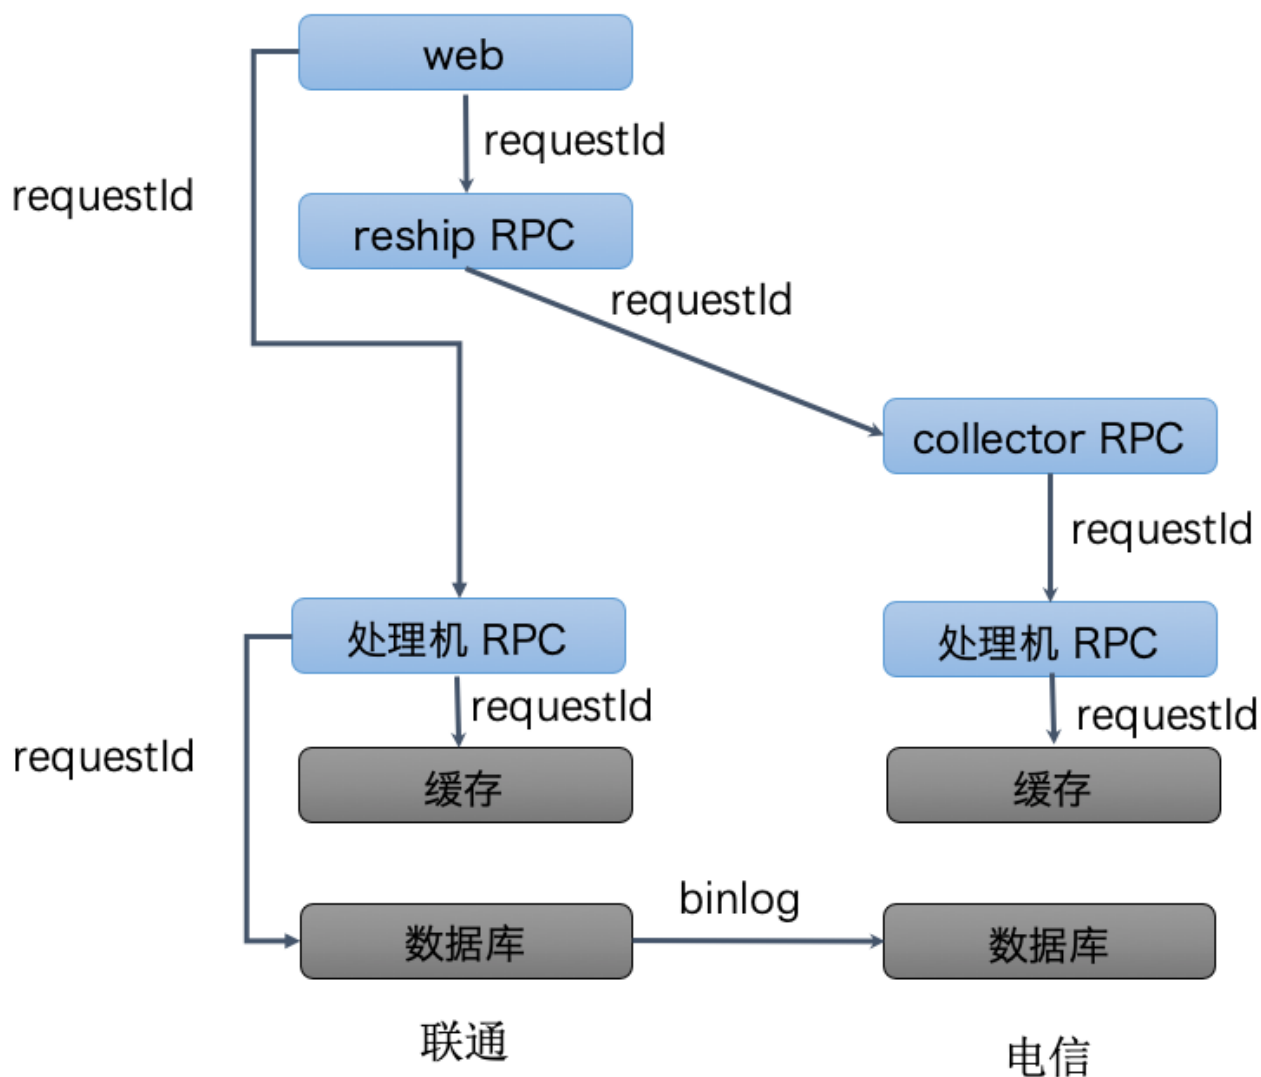 web
requestId
requestId
reship RPC
requestId
collector RPC
requestId
处理机 RPC
处理机 RPC
requestId
requestId
requestId
缓存
缓存
binlog
数据库
数据库
联通
电信